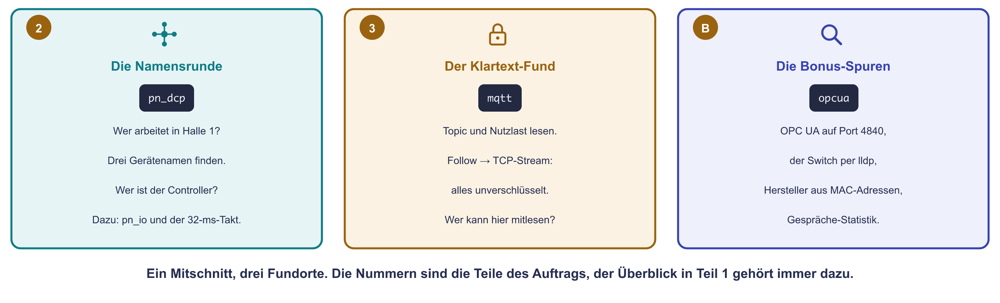 2
Die Namensrunde
pn_dcp
Wer arbeitet in Halle 1?
Drei Gerätenamen finden.
Wer ist der Controller?
Dazu: pn_io und der 32-ms-Takt.
3
Der Klartext-Fund
mqtt
Topic und Nutzlast lesen.
Follow → TCP-Stream:
alles unverschlüsselt.
Wer kann hier mitlesen?
B
Die Bonus-Spuren
opcua
OPC UA auf Port 4840,
der Switch per lldp,
Hersteller aus MAC-Adressen,
Gespräche-Statistik.
Ein Mitschnitt, drei Fundorte. Die Nummern sind die Teile des Auftrags, der Überblick in Teil 1 gehört immer dazu.